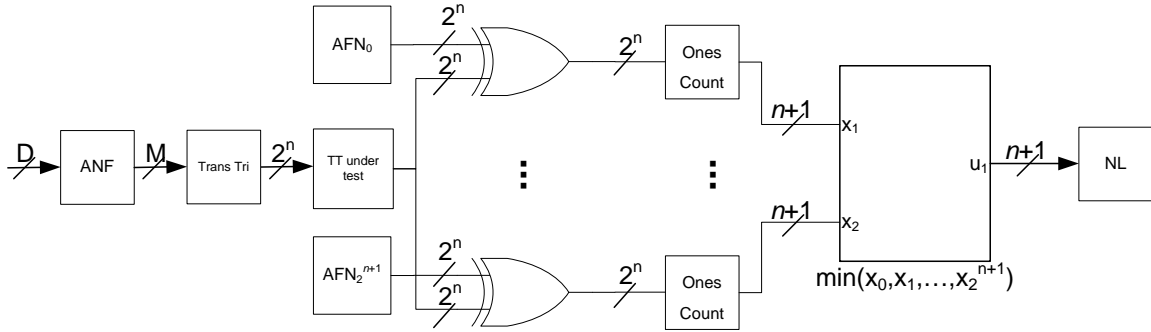 AFN₀
2ⁿ
2ⁿ
2ⁿ
Ones
Count
n+1
D
ANF
M
Trans Tri
2ⁿ
TT under
test
x₁
u₁
n+1
NL
n+1
x₂
AFN₂ⁿ⁺¹
2ⁿ
2ⁿ
2ⁿ
Ones
Count
min(x₀,x₁,…,x₂ⁿ⁺¹)